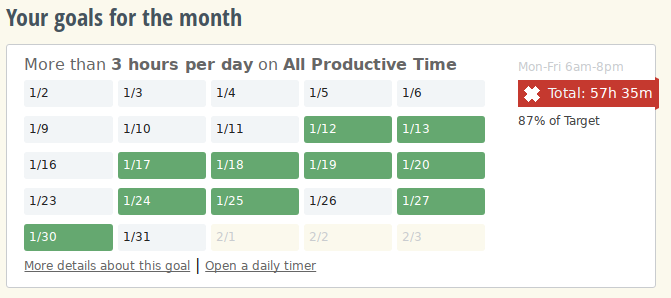 Your goals for the month
More than 3 hours per day on All Productive Time
Mon-Fri 6am-8pm
1/2 1/3 1/4 1/5 1/6
Total: 57h 35m
87% of Target
1/9 1/10 1/11 1/12 1/13
1/16 1/17 1/18 1/19 1/20
1/23 1/24 1/25 1/26 1/27
1/30 1/31 2/1 2/2 2/3
More details about this goal | Open a daily timer